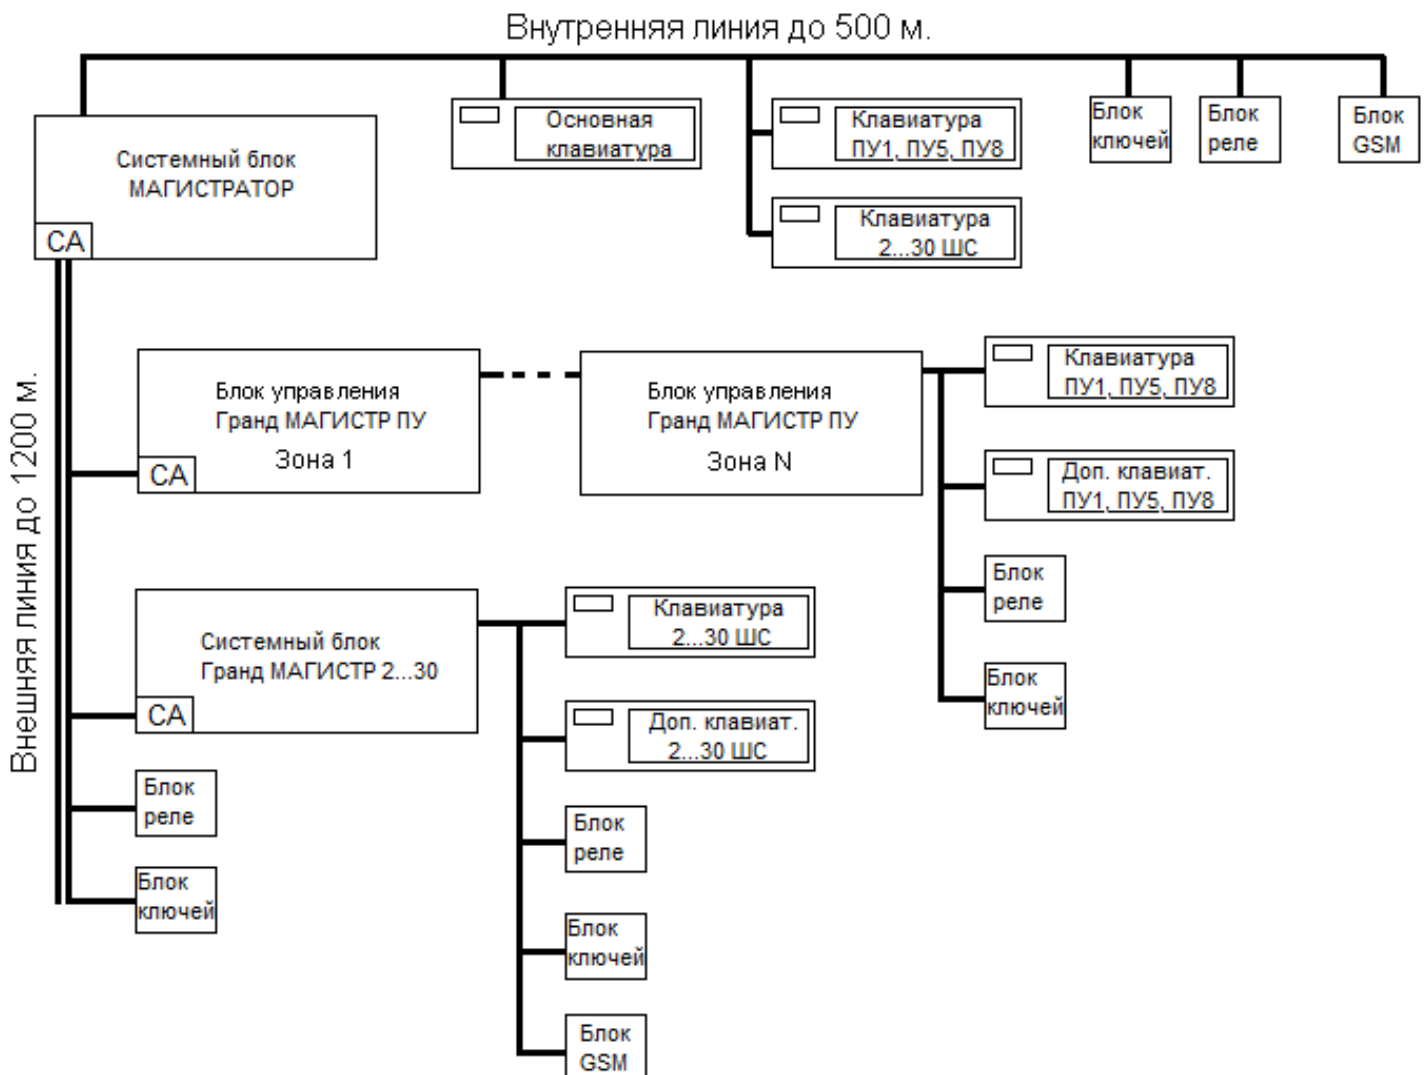 Внутренняя линия до 500 м.
Системный блок
МАГИСТРАТОР
СА
Основная
клавиатура
Клавиатура
ПУ1, ПУ5, ПУ8
Клавиатура
2...30 ШС
Блок
ключей
Блок
реле
Блок
GSM
Внешняя линия до 1200 м.
Блок управления
Гранд МАГИСТР ПУ
Зона 1
СА
Блок управления
Гранд МАГИСТР ПУ
Зона N
Клавиатура
ПУ1, ПУ5, ПУ8
Доп. клавиат.
ПУ1, ПУ5, ПУ8
Блок
реле
Блок
ключей
Системный блок
Гранд МАГИСТР 2...30
СА
Клавиатура
2...30 ШС
Доп. клавиат.
2...30 ШС
Блок
реле
Блок
ключей
Блок
GSM
Блок
реле
Блок
ключей